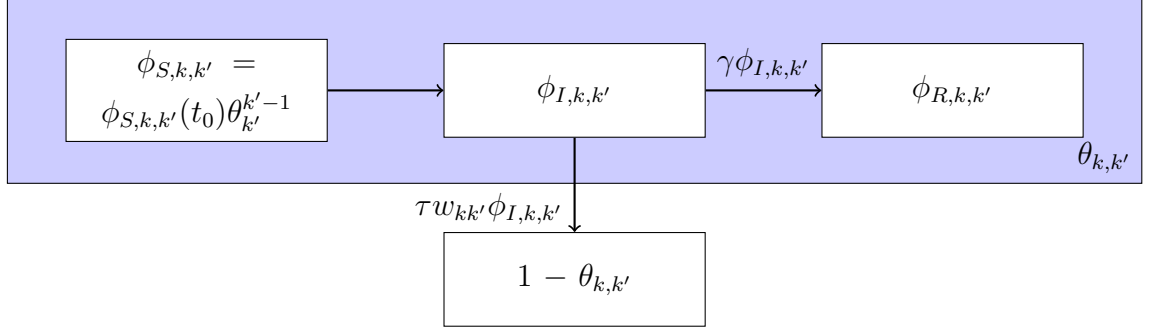 ϕ_{S,k,k′} =
ϕ_{S,k,k′}(t_0)θ_{k′}^{k′−1}
ϕ_{I,k,k′}
γϕ_{I,k,k′}
ϕ_{R,k,k′}
θ_{k,k′}
τw_{kk′}ϕ_{I,k,k′}
1 − θ_{k,k′}